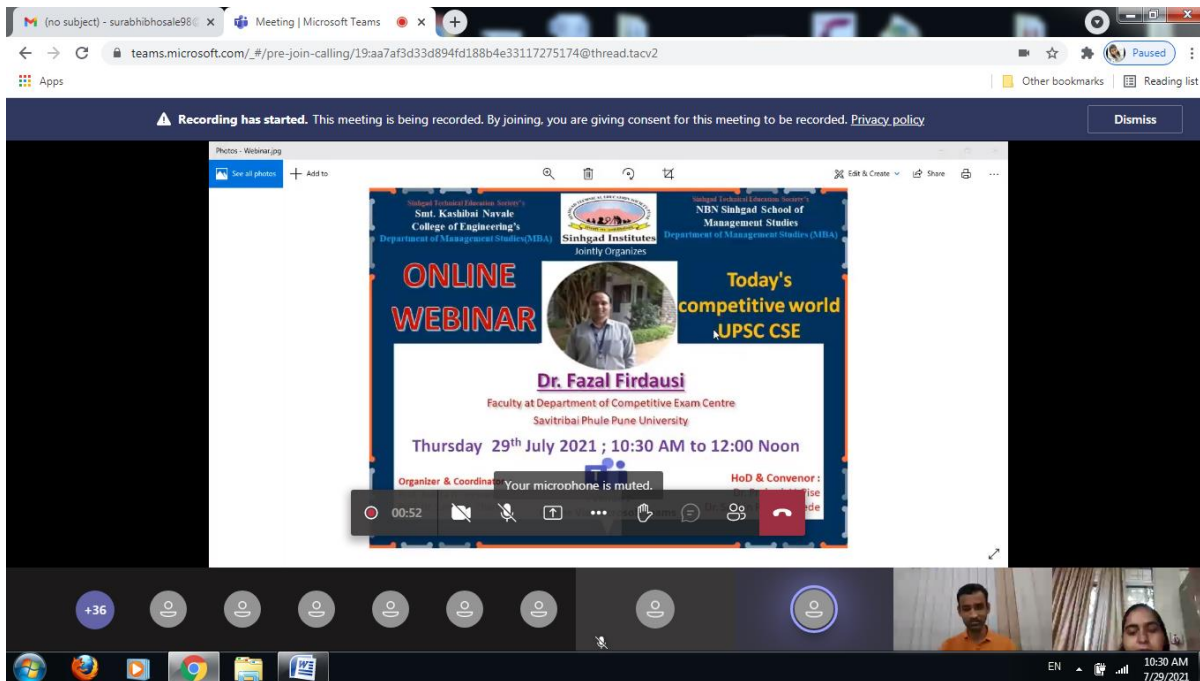 (no subject) - surabhibhosale98@
Meeting | Microsoft Teams
teams.microsoft.com/_#/pre-join-calling/19:aa7af3d33d894fd188b4e33117275174@thread.tacv2
Paused
Apps
Other bookmarks
Reading list
Recording has started. This meeting is being recorded. By joining, you are giving consent for this meeting to be recorded. Privacy policy
Dismiss
Photos - Webinar.jpg
See all photos
Add to
Edit & Create
Share
Sinhgad Technical Education Society's
Smt. Kashibai Navale
College of Engineering's
Department of Management Studies(MBA)
Sinhgad Institutes
Jointly Organizes
Sinhgad Technical Education Society's
NBN Sinhgad School of
Management Studies
Department of Management Studies (MBA)
ONLINE
WEBINAR
Today's
competitive world
UPSC CSE
Dr. Fazal Firdausi
Faculty at Department of Competitive Exam Centre
Savitribai Phule Pune University
Thursday 29th July 2021 ; 10:30 AM to 12:00 Noon
Organizer & Coordinator
HoD & Convenor :
Your microphone is muted.
00:52
+36
EN
10:30 AM
7/29/2021